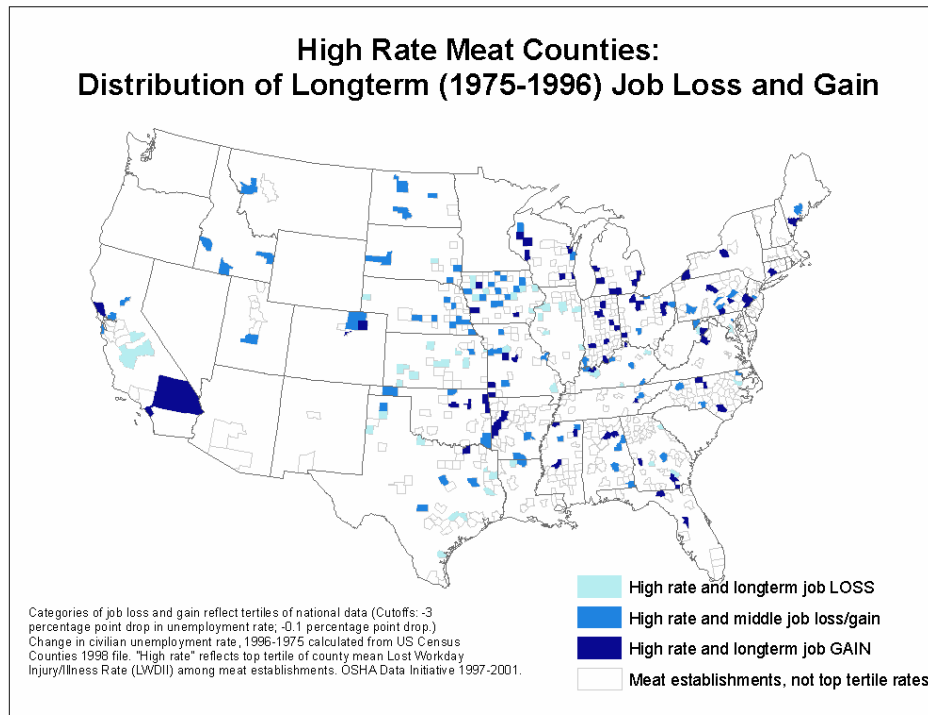 High Rate Meat Counties:
Distribution of Longterm (1975-1996) Job Loss and Gain
High rate and longterm job LOSS
High rate and middle job loss/gain
High rate and longterm job GAIN
Meat establishments, not top tertile rates
Categories of job loss and gain reflect tertiles of national data (Cutoffs: -3
percentage point drop in unemployment rate; -0.1 percentage point drop.)
Change in civilian unemployment rate, 1996-1975 calculated from US Census
Counties 1998 file. "High rate" reflects top tertile of county mean Lost Workday
Injury/Illness Rate (LWDII) among meat establishments. OSHA Data Initiative 1997-2001.